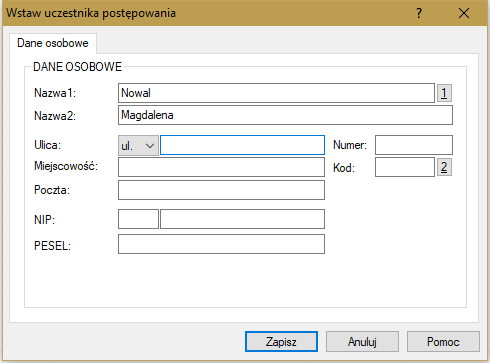 Wstaw uczestnika postępowania ? ×
Dane osobowe
DANE OSOBOWE
Nazwa1: Nowal 1
Nazwa2: Magdalena
Ulica: ul. Numer:
Miejscowość: Kod: 2
Poczta:
NIP:
PESEL:
Zapisz Anuluj Pomoc